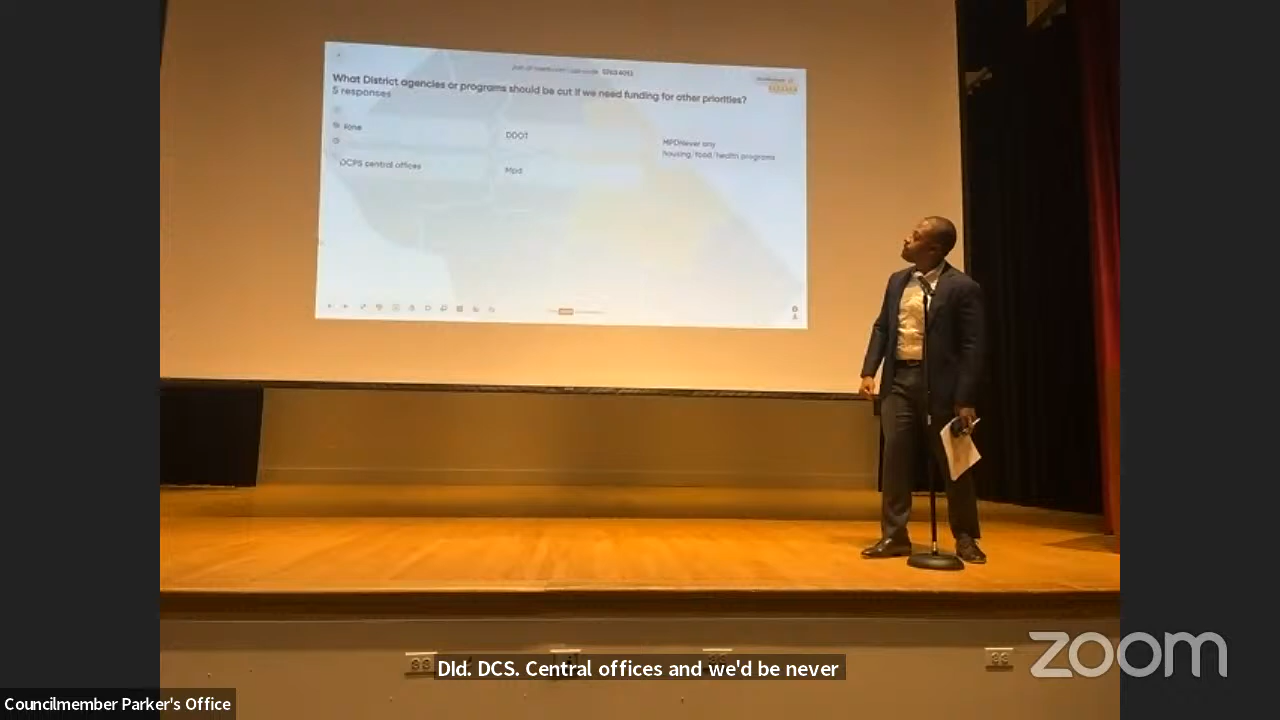 What District agencies or programs should be cut if we need funding for other priorities?
5 responses
None
DDOT
MPDNever any
housing/food/health programs
DCPS central offices
Mpd
zoom
Dld. DCS. Central offices and we'd be never
Councilmember Parker's Office